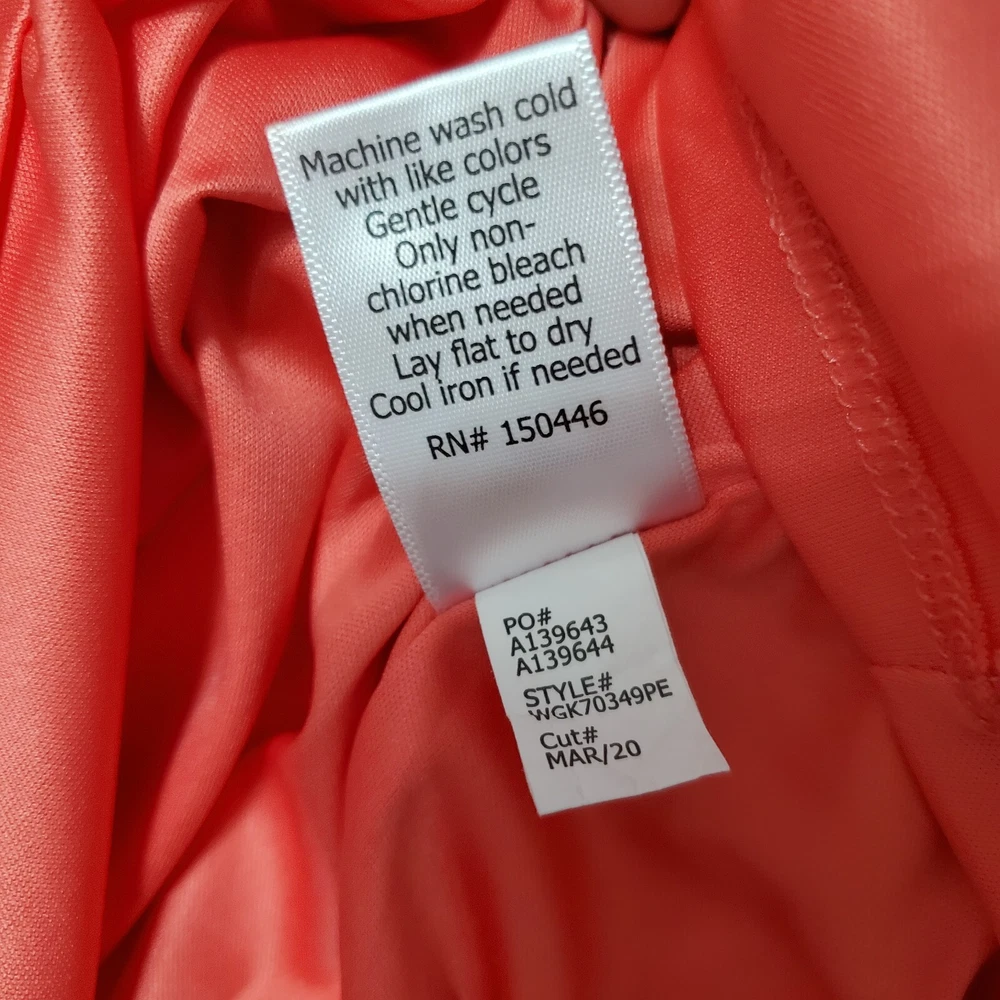 Machine wash cold
with like colors
Gentle cycle
Only non-
chlorine bleach
when needed
Lay flat to dry
Cool iron if needed
RN# 150446
PO#
A139643
A139644
STYLE#
WGK70349PE
Cut#
MAR/20